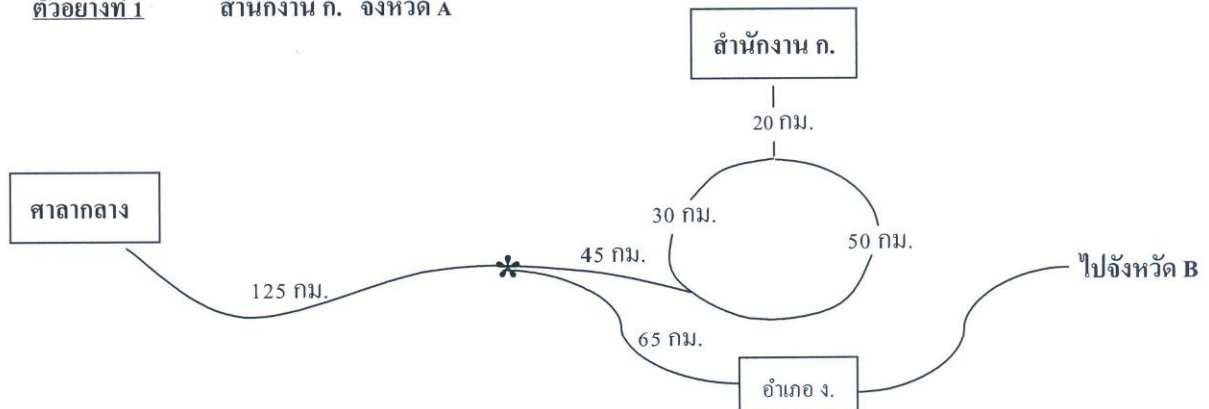 ตัวอย่างที่ 1 สำนักงาน ก. จังหวัด A
สำนักงาน ก.
20 กม.
ศาลากลาง
30 กม.
50 กม.
45 กม.
ไปจังหวัด B
125 กม.
65 กม.
อำเภอ ง.